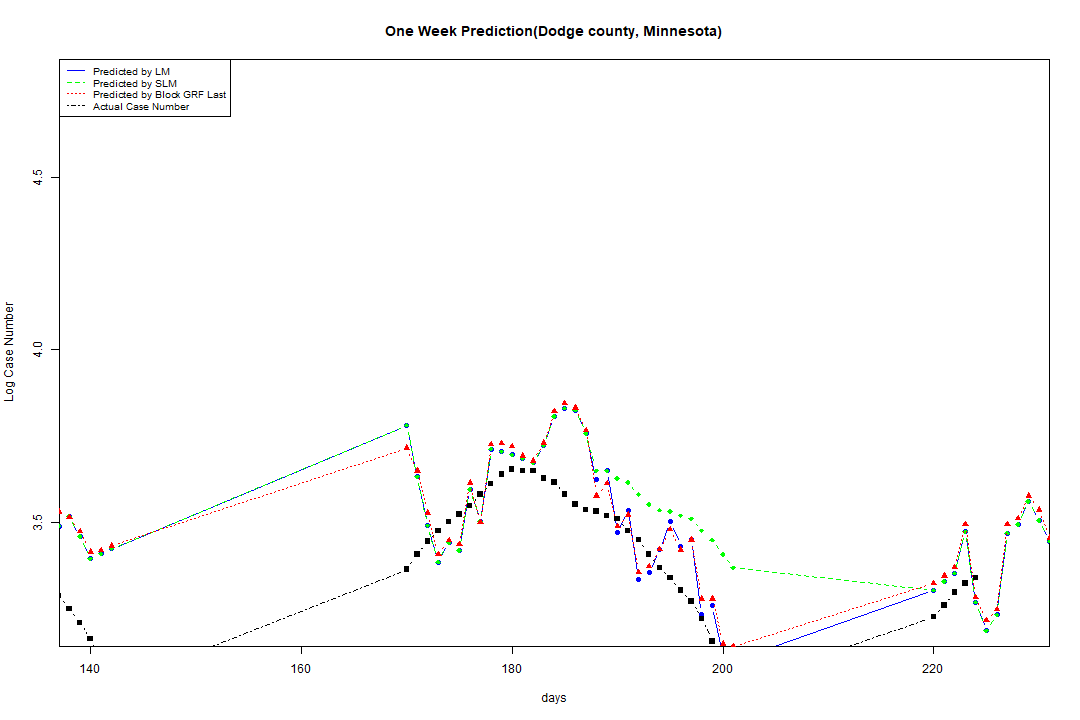 One Week Prediction(Dodge county, Minnesota)
Predicted by LM
Predicted by SLM
Predicted by Block GRF Last
Actual Case Number
4.5
4.0
3.5
Log Case Number
140 160 180 200 220
days